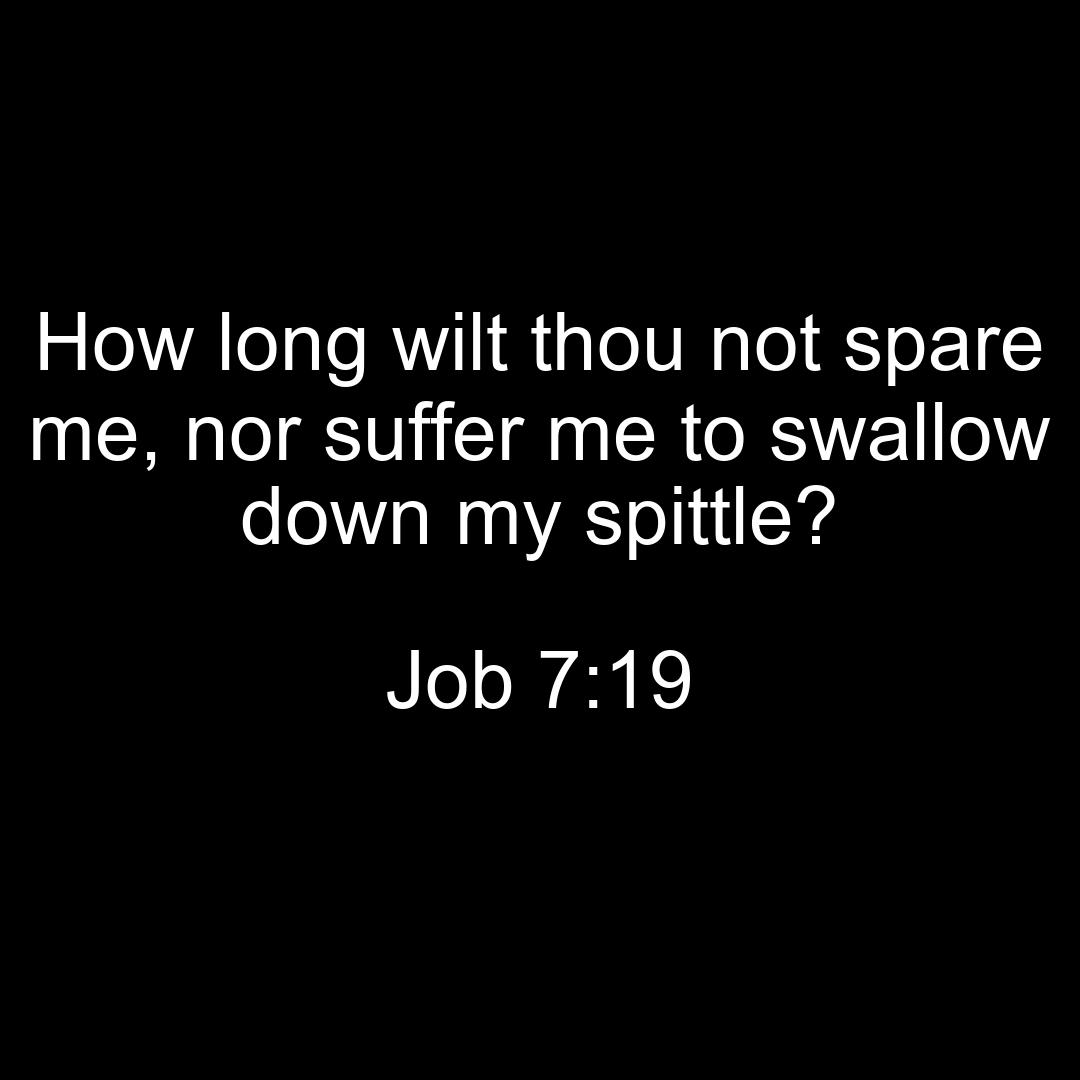 How long wilt thou not spare
me, nor suffer me to swallow
down my spittle?
Job 7:19